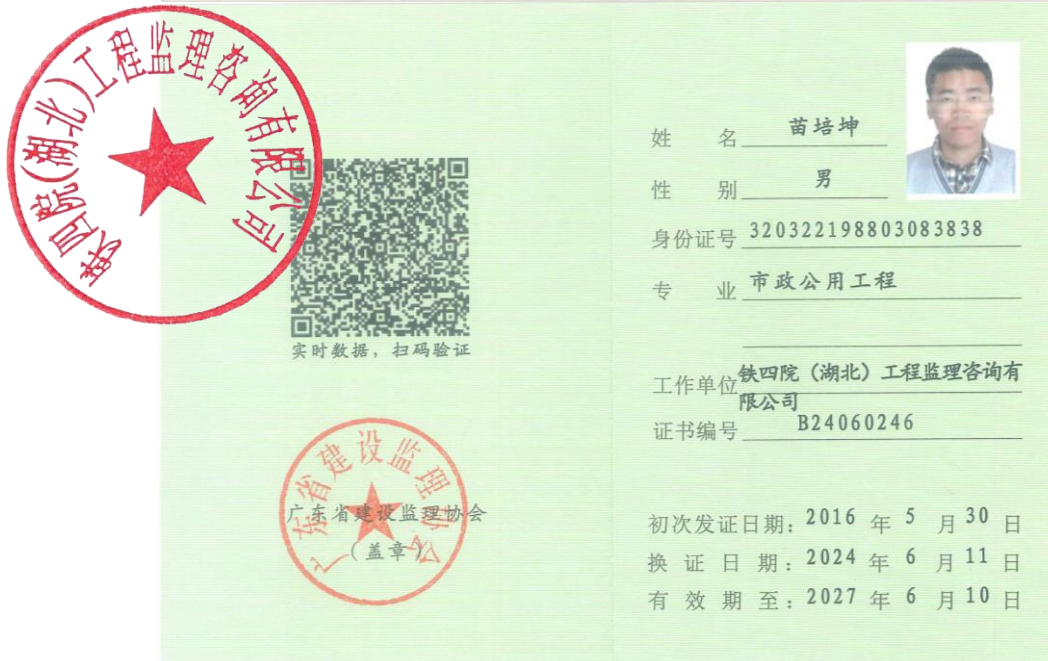 铁四院(湖北)工程监理咨询有限公司
实时数据，扫码验证
广东省建设监理协会
广东省建设监理协会
（盖章）
姓 名 苗培坤
性 别 男
身份证号 320322198803083838
专 业 市政公用工程
工作单位 铁四院（湖北）工程监理咨询有
限公司
证书编号 B24060246
初次发证日期：2016 年 5 月 30 日
换 证 日 期：2024 年 6 月 11 日
有 效 期 至：2027 年 6 月 10 日